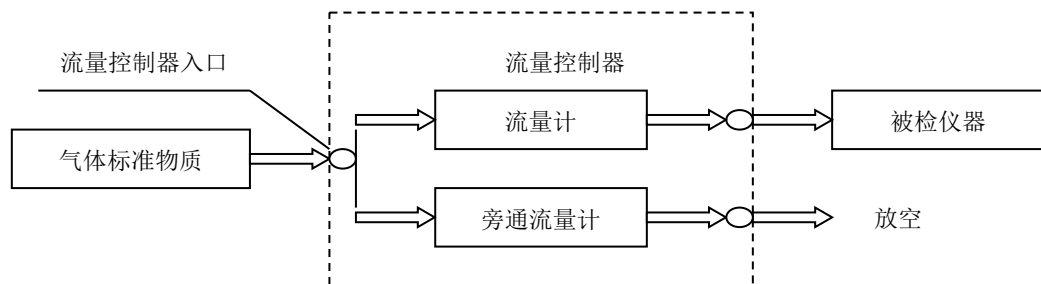 流量控制器入口
流量控制器
流量计
被检仪器
气体标准物质
旁通流量计
放空